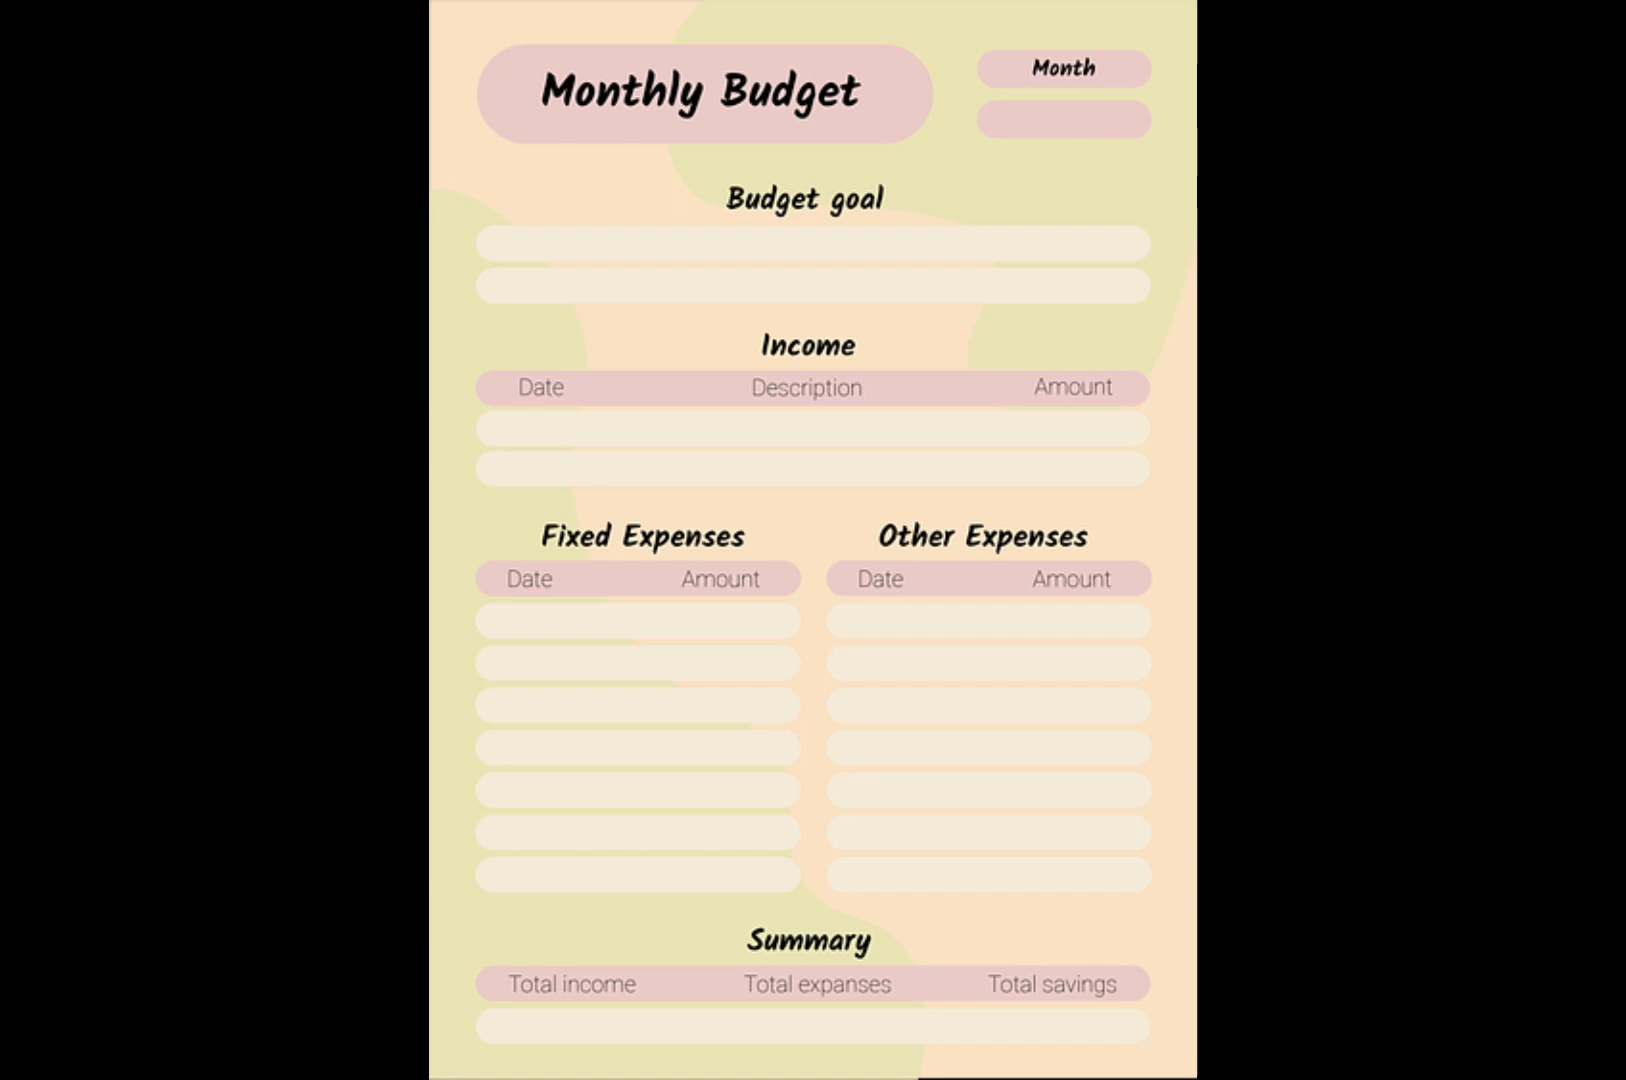 Monthly Budget
Month
Budget goal
Income
Date Description Amount
Fixed Expenses
Date Amount
Other Expenses
Date Amount
Summary
Total income Total expanses Total savings